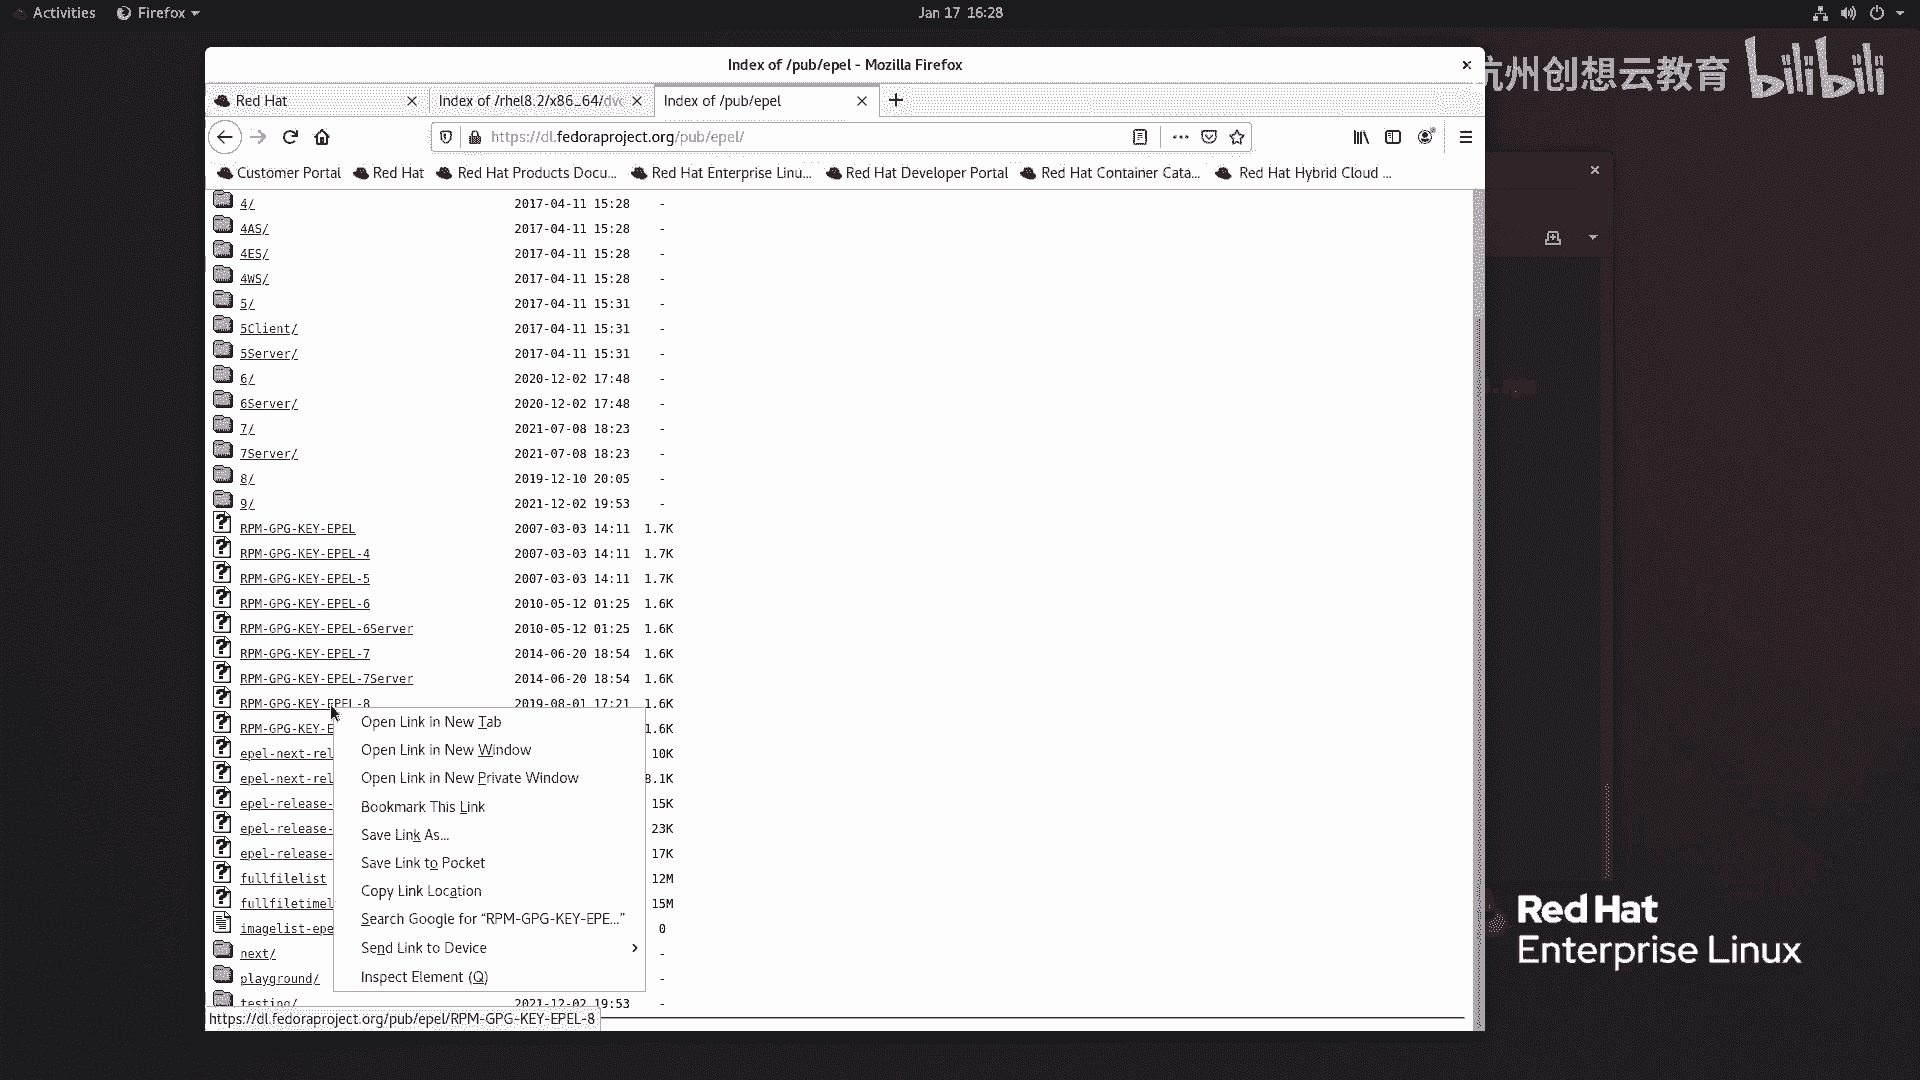 Activities Firefox Jan 17 16:28
Index of /pub/epel - Mozilla Firefox
杭州创想云教育 bilibili
Red Hat Index of /rhel8.2/x86_64/dvd Index of /pub/epel
https://dl.fedoraproject.org/pub/epel/
Customer Portal Red Hat Red Hat Products Docu... Red Hat Enterprise Linu... Red Hat Developer Portal Red Hat Container Cata... Red Hat Hybrid Cloud ...
4/ 2017-04-11 15:28 -
4AS/ 2017-04-11 15:28 -
4ES/ 2017-04-11 15:28 -
4WS/ 2017-04-11 15:28 -
5/ 2017-04-11 15:31 -
5Client/ 2017-04-11 15:31 -
5Server/ 2017-04-11 15:31 -
6/ 2020-12-02 17:48 -
6Server/ 2020-12-02 17:48 -
7/ 2021-07-08 18:23 -
7Server/ 2021-07-08 18:23 -
8/ 2019-12-10 20:05 -
9/ 2021-12-02 19:53 -
RPM-GPG-KEY-EPEL 2007-03-03 14:11 1.7K
RPM-GPG-KEY-EPEL-4 2007-03-03 14:11 1.7K
RPM-GPG-KEY-EPEL-5 2007-03-03 14:11 1.7K
RPM-GPG-KEY-EPEL-6 2010-05-12 01:25 1.6K
RPM-GPG-KEY-EPEL-6Server 2010-05-12 01:25 1.6K
RPM-GPG-KEY-EPEL-7 2014-06-20 18:54 1.6K
RPM-GPG-KEY-EPEL-7Server 2014-06-20 18:54 1.6K
RPM-GPG-KEY-EPEL-8 2019-08-01 17:21 1.6K
RPM-GPG-KEY-E 1.6K
epel-next-rel 10K
epel-next-rel 8.1K
epel-release- 15K
epel-release- 23K
epel-release- 17K
fullfilelist 12M
fullfiletimel 15M
imagelist-epe 0
next/ -
playground/ -
testing/ 2021-12-02 19:53 -
Open Link in New Tab
Open Link in New Window
Open Link in New Private Window
Bookmark This Link
Save Link As...
Save Link to Pocket
Copy Link Location
Search Google for “RPM-GPG-KEY-EPE...”
Send Link to Device
Inspect Element (Q)
https://dl.fedoraproject.org/pub/epel/RPM-GPG-KEY-EPEL-8
Red Hat
Enterprise Linux